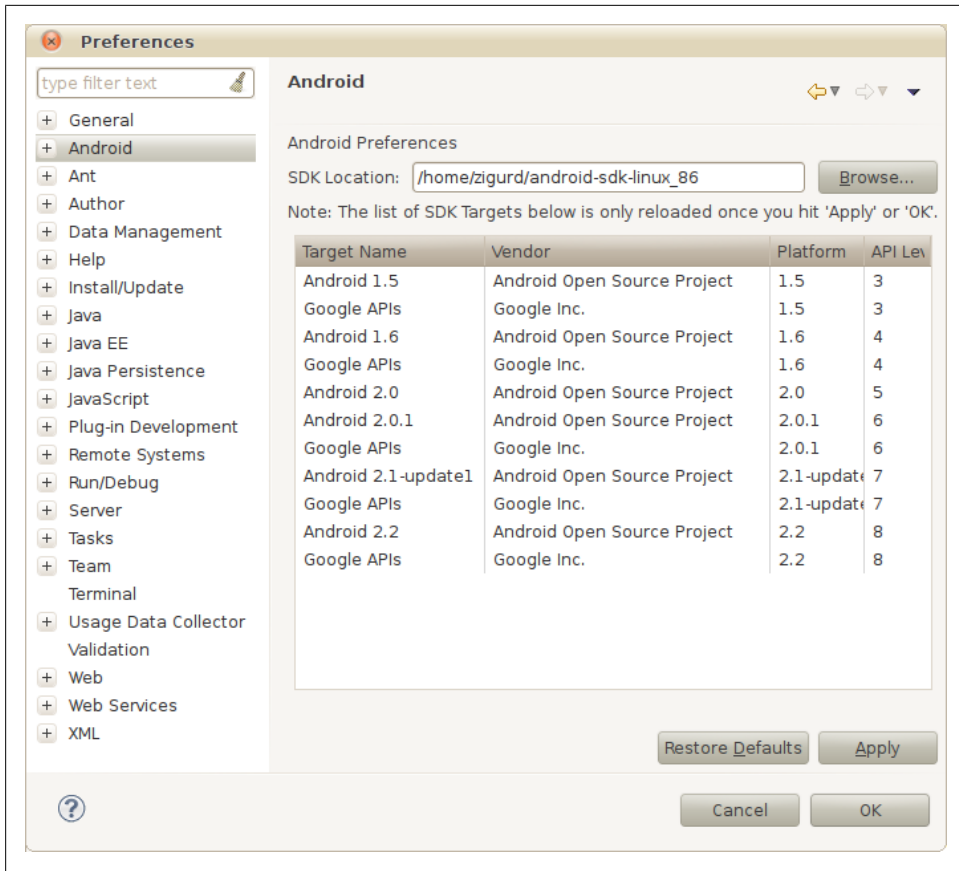 Preferences
type filter text
General
Android
Ant
Author
Data Management
Help
Install/Update
Java
Java EE
Java Persistence
JavaScript
Plug-in Development
Remote Systems
Run/Debug
Server
Tasks
Team
Terminal
Usage Data Collector
Validation
Web
Web Services
XML
Android
Android Preferences
SDK Location: /home/zigurd/android-sdk-linux_86 Browse...
Note: The list of SDK Targets below is only reloaded once you hit 'Apply' or 'OK'.
Target Name Vendor Platform API Lev
Android 1.5 Android Open Source Project 1.5 3
Google APIs Google Inc. 1.5 3
Android 1.6 Android Open Source Project 1.6 4
Google APIs Google Inc. 1.6 4
Android 2.0 Android Open Source Project 2.0 5
Android 2.0.1 Android Open Source Project 2.0.1 6
Google APIs Google Inc. 2.0.1 6
Android 2.1-update1 Android Open Source Project 2.1-update 7
Google APIs Google Inc. 2.1-update 7
Android 2.2 Android Open Source Project 2.2 8
Google APIs Google Inc. 2.2 8
Restore Defaults Apply
? Cancel OK